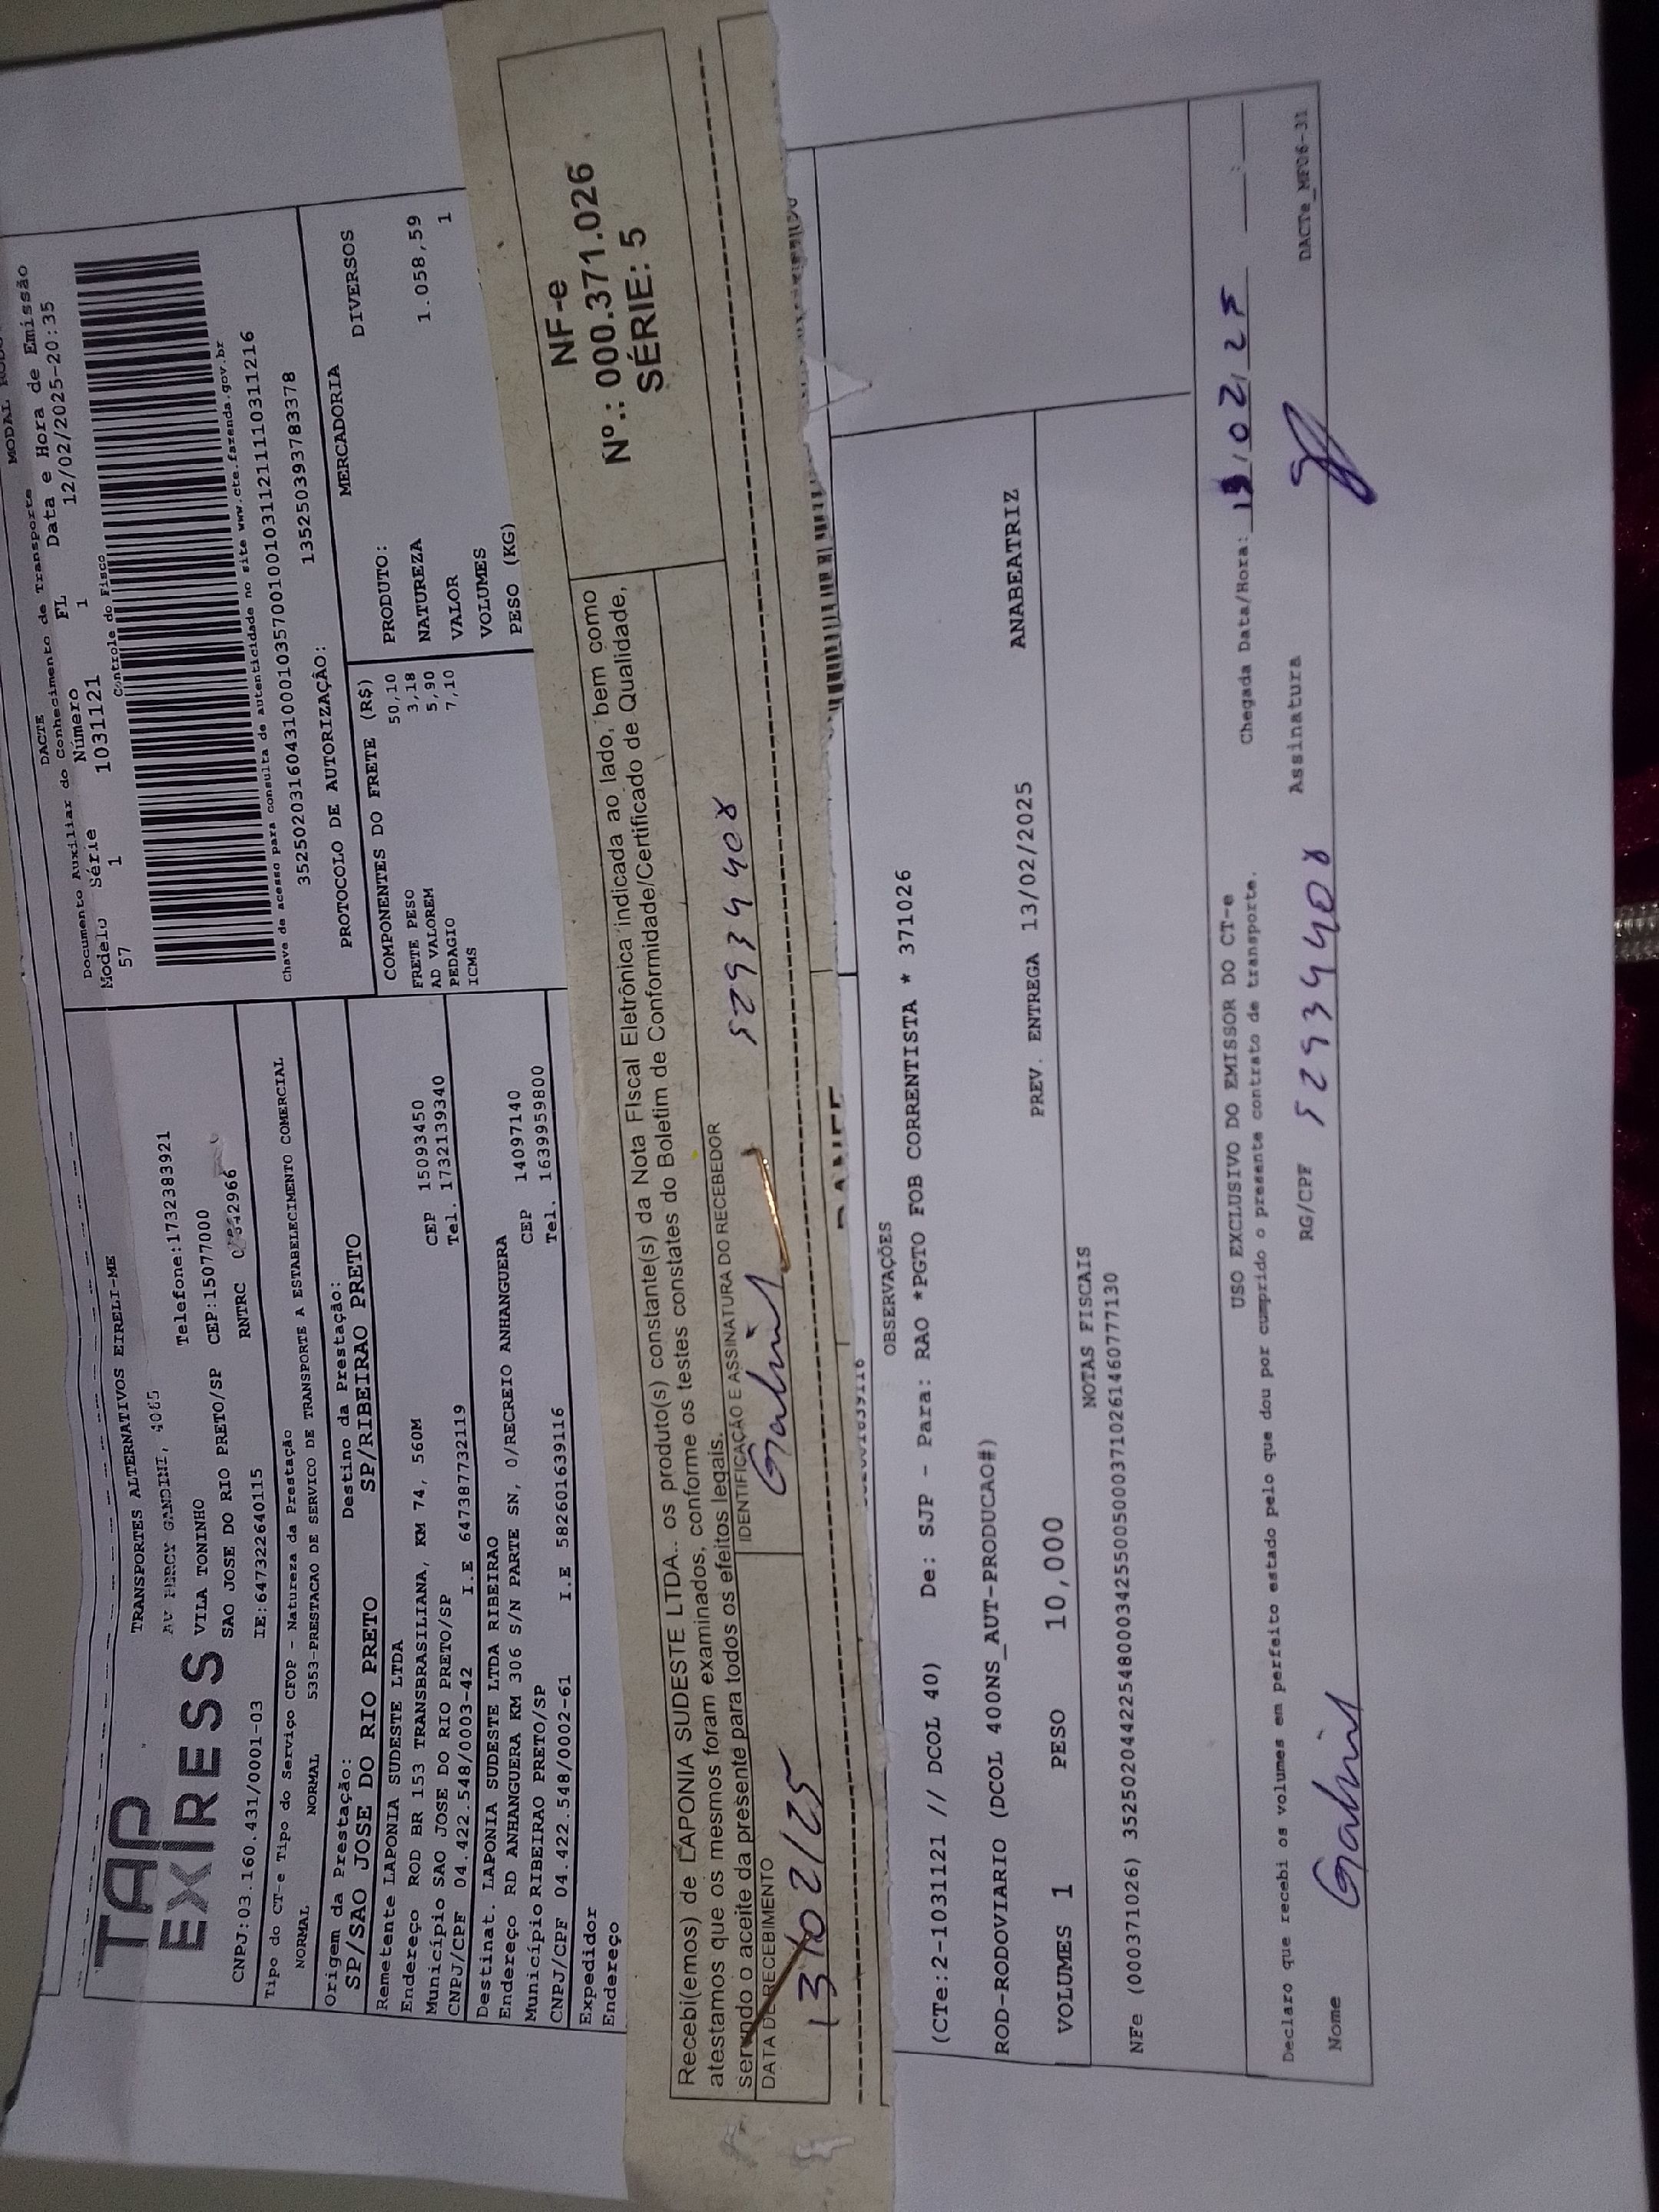 MODAL
DACTE
Documento Auxiliar do Conhecimento de Transporte
Modelo Série Número FL Data e Hora de Emissão
57 1 1031121 1 12/02/2025-20:35
Controle do Fisco
Chave de acesso para consulta de autenticidade no site www.cte.fazenda.gov.br
PROTOCOLO DE AUTORIZAÇÃO: 135250393783378
TAP
EXPRESS
TRANSPORTES ALTERNATIVOS EIRELI-ME
AV PERCY GANDINI, 4065
VILA TONINHO Telefone:1732383921
SAO JOSE DO RIO PRETO/SP CEP:15077000
CNPJ:03.160.431/0001-03 IE:647322640115 RNTRC
Tipo do CT-e Tipo do Serviço CFOP - Natureza da Prestação
NORMAL NORMAL 5353-PRESTACAO DE SERVICO DE TRANSPORTE A ESTABELECIMENTO COMERCIAL
Origem da Prestação: Destino da Prestação:
SP/SAO JOSE DO RIO PRETO SP/RIBEIRAO PRETO
Remetente LAPONIA SUDESTE LTDA
Endereço ROD BR 153 TRANSBRASILIANA, KM 74, 560M CEP 15093450
Município SAO JOSE DO RIO PRETO/SP Tel. 1732139340
CNPJ/CPF 04.422.548/0003-42 I.E 647387732119
Destinat. LAPONIA SUDESTE LTDA RIBEIRAO
Endereço RD ANHANGUERA KM 306 S/N PARTE SN, 0/RECREIO ANHANGUERA
Município RIBEIRAO PRETO/SP CEP 14097140
CNPJ/CPF 04.422.548/0002-61 I.E 582601639116 Tel. 1639959800
Expedidor
Endereço
COMPONENTES DO FRETE (R$)
FRETE PESO 50,10
AD VALOREM 3,18
PEDAGIO 5,90
ICMS 7,10
MERCADORIA
PRODUTO: DIVERSOS
NATUREZA
VALOR 1.058,59
VOLUMES 1
PESO (KG)
Recebi(emos) de LAPONIA SUDESTE LTDA.. os produto(s) constante(s) da Nota FIscal Eletrônica indicada ao lado, bem como
atestamos que os mesmos foram examinados, conforme os testes constates do Boletim de Conformidade/Certificado de Qualidade,
servndo o aceite da presente para todos os efeitos legais.
DATA DE RECEBIMENTO IDENTIFICAÇÃO E ASSINATURA DO RECEBEDOR
13/02/25 529394408
NF-e
Nº.: 000.371.026
SÉRIE: 5
OBSERVAÇÕES
(CTe:2-1031121 // DCOL 40) De: SJP - Para: RAO *PGTO FOB CORRENTISTA * 371026
ROD-RODOVIARIO (DCOL 400NS_AUT-PRODUCAO#)
VOLUMES 1 PESO 10,000 PREV. ENTREGA 13/02/2025 ANABEATRIZ
NOTAS FISCAIS
NFe (000371026) 35250204422548000342550050003710261460777130
USO EXCLUSIVO DO EMISSOR DO CT-e
Declaro que recebi os volumes em perfeito estado pelo que dou por cumprido o presente contrato de transporte. Chegada Data/Hora:
Nome RG/CPF 529394408 Assinatura
DACTe_MF06-31